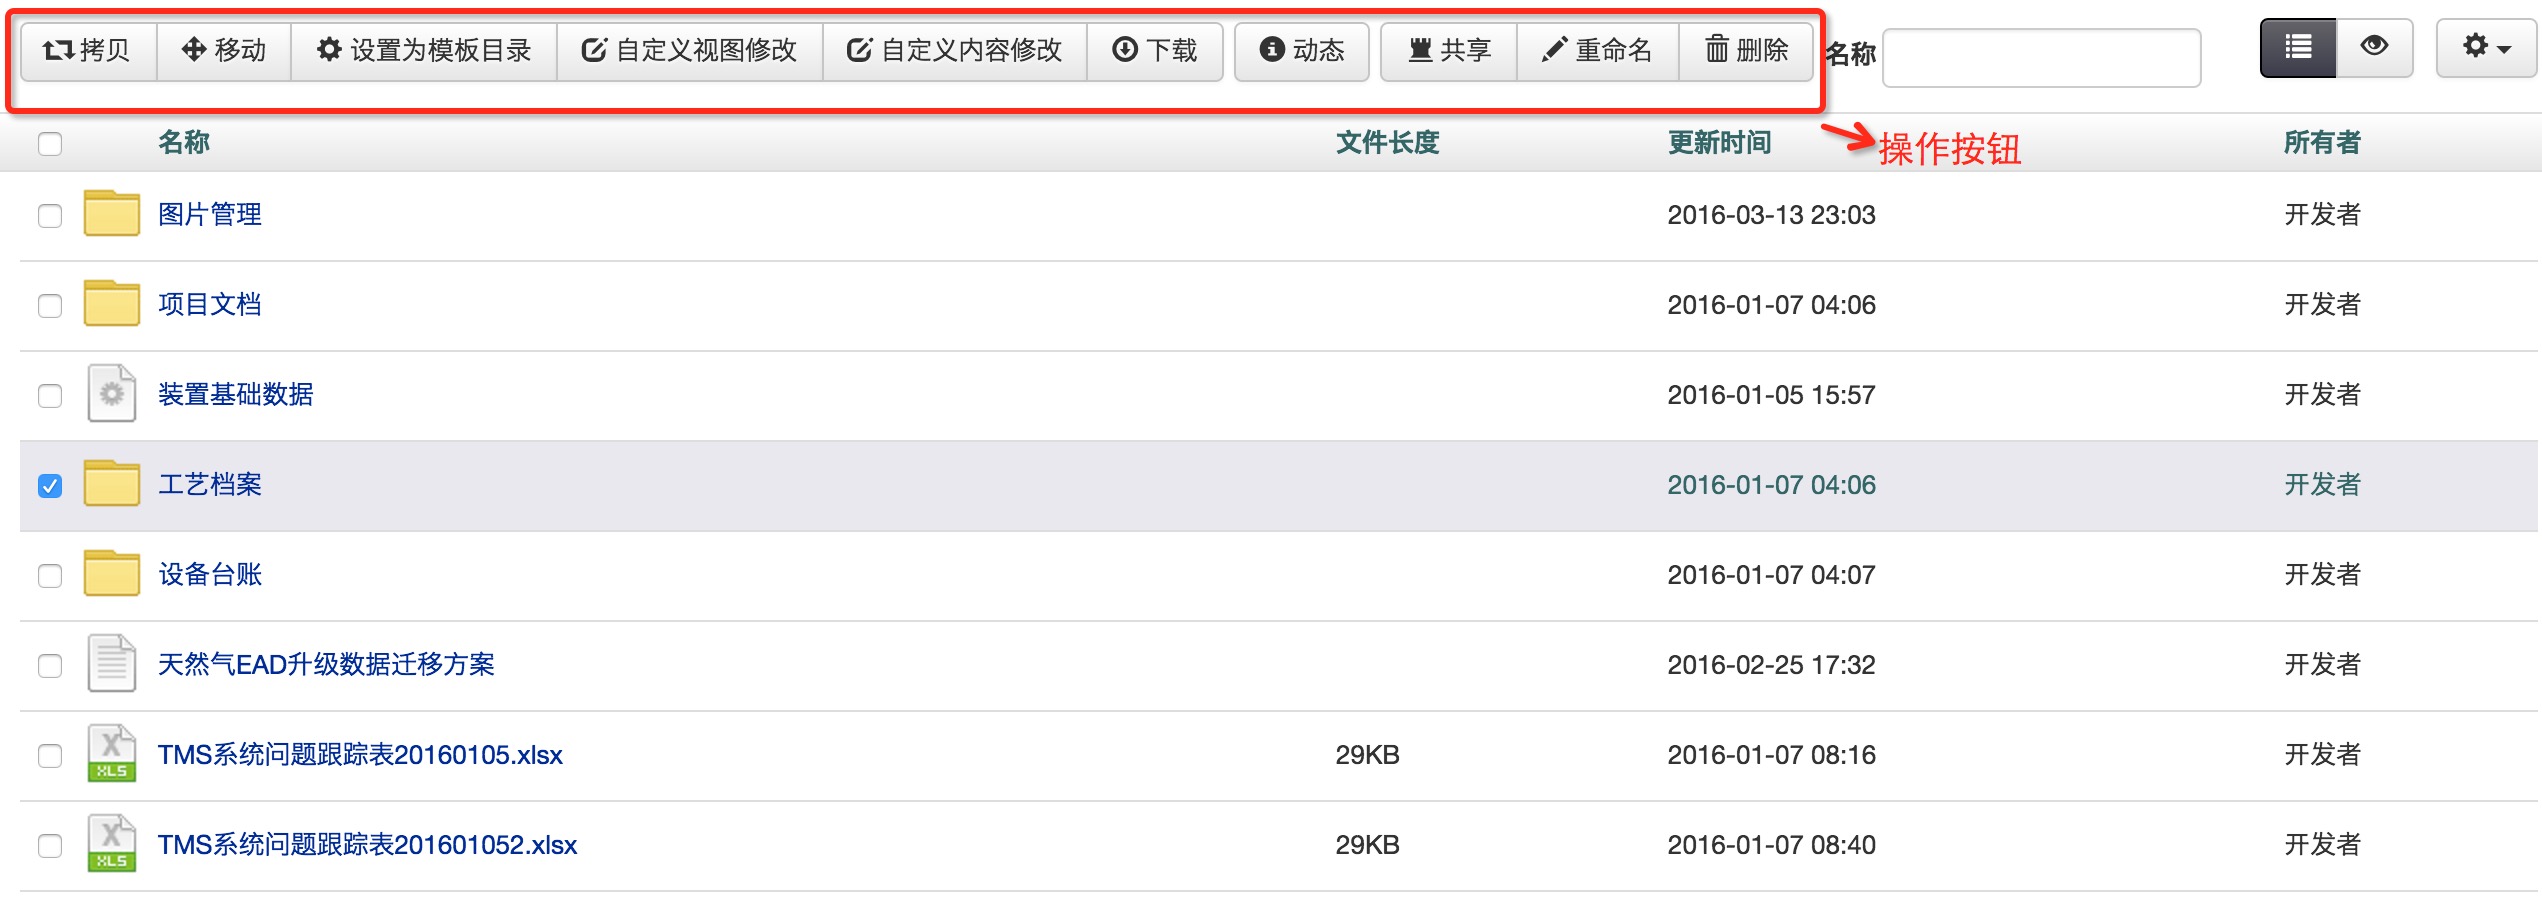 拷贝 移动 设置为模板目录 自定义视图修改 自定义内容修改 下载 动态 共享 重命名 删除 名称
名称 文件长度 更新时间 操作按钮 所有者
图片管理 2016-03-13 23:03 开发者
项目文档 2016-01-07 04:06 开发者
装置基础数据 2016-01-05 15:57 开发者
工艺档案 2016-01-07 04:06 开发者
设备台账 2016-01-07 04:07 开发者
天然气EAD升级数据迁移方案 2016-02-25 17:32 开发者
X XLS TMS系统问题跟踪表20160105.xlsx 29KB 2016-01-07 08:16 开发者
X XLS TMS系统问题跟踪表201601052.xlsx 29KB 2016-01-07 08:40 开发者